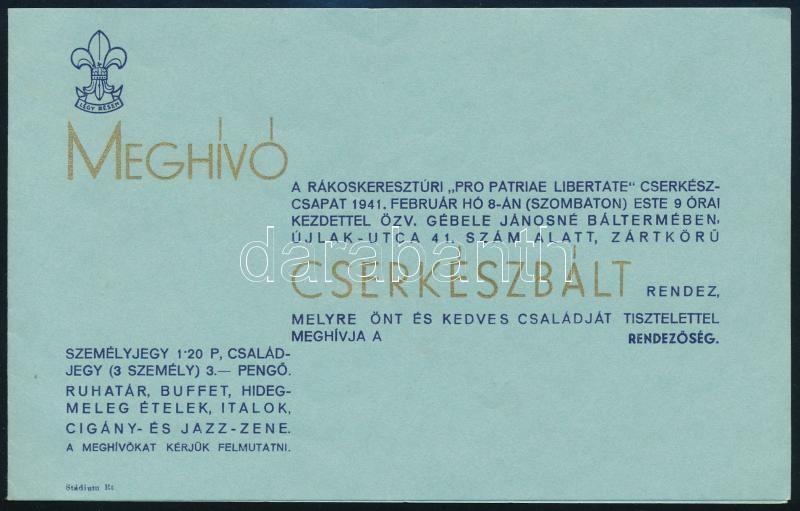 LÉGY RÉSEN
MEGHÍVÓ
A RÁKOSKERESZTÚRI „PRO PATRIAE LIBERTATE" CSERKÉSZ-
CSAPAT 1941. FEBRUÁR HÓ 8-ÁN (SZOMBATON) ESTE 9 ÓRAI
KEZDETTEL ÖZV. GÉBELE JÁNOSNÉ BÁLTERMÉBEN,
ÚJLAK-UTCA 41. SZÁM ALATT, ZÁRTKÖRŰ
CSERKÉSZBÁLT RENDEZ,
MELYRE ÖNT ÉS KEDVES CSALÁDJÁT TISZTELETTEL
MEGHÍVJA A RENDEZŐSÉG.
SZEMÉLYJEGY 1·20 P, CSALÁD-
JEGY (3 SZEMÉLY) 3.— PENGŐ.
RUHATÁR, BUFFET, HIDEG-
MELEG ÉTELEK, ITALOK,
CIGÁNY- ÉS JAZZ-ZENE.
A MEGHÍVÓKAT KÉRJÜK FELMUTATNI.
Stádium Rt
darabanth